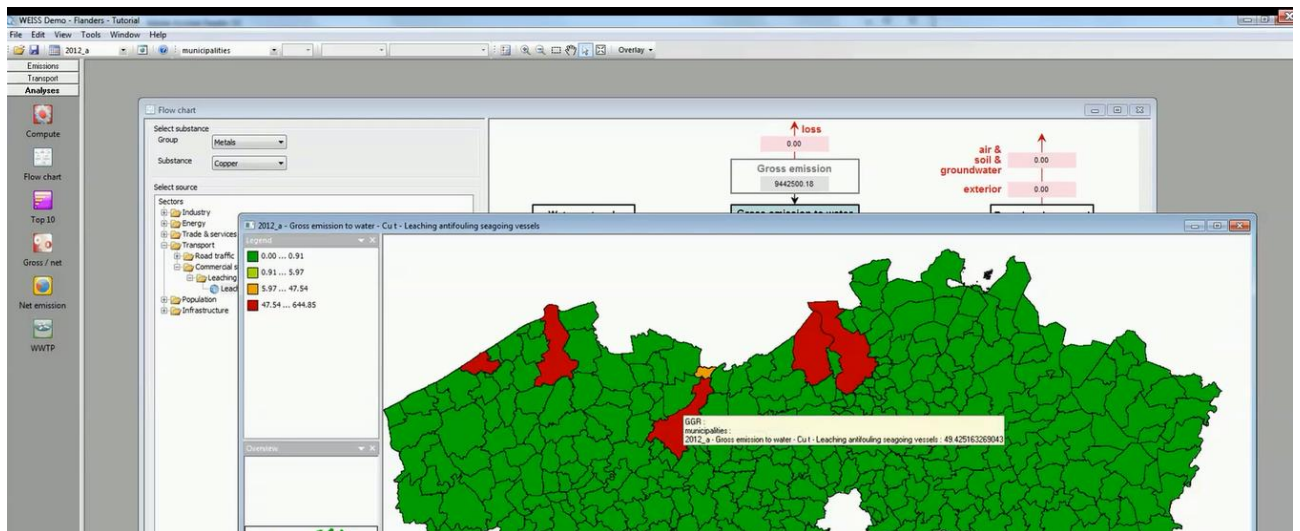 WEISS Demo - Flanders - Tutorial
File Edit View Tools Window Help
2012_a municipalities Overlay
Emissions
Transport
Analyses
Compute
Flow chart
Top 10
Gross / net
Net emission
WWTP
Flow chart
Select substance
Group Metals
Substance Copper
Select source
Sectors
Industry
Energy
Trade & services
Transport
Road traffic
Commercial s
Leaching
Leac
Population
Infrastructure
loss
0.00
Gross emission
9442500.18
air &
soil &
groundwater
0.00
exterior 0.00
Gross emission to water
2012_a - Gross emission to water - Cu t - Leaching antifouling seagoing vessels
Legend
0.00 ... 0.91
0.91 ... 5.97
5.97 ... 47.54
47.54 ... 644.85
GGR :
municipalities :
2012_a - Gross emission to water - Cu t - Leaching antifouling seagoing vessels : 49.425163269043
Overview